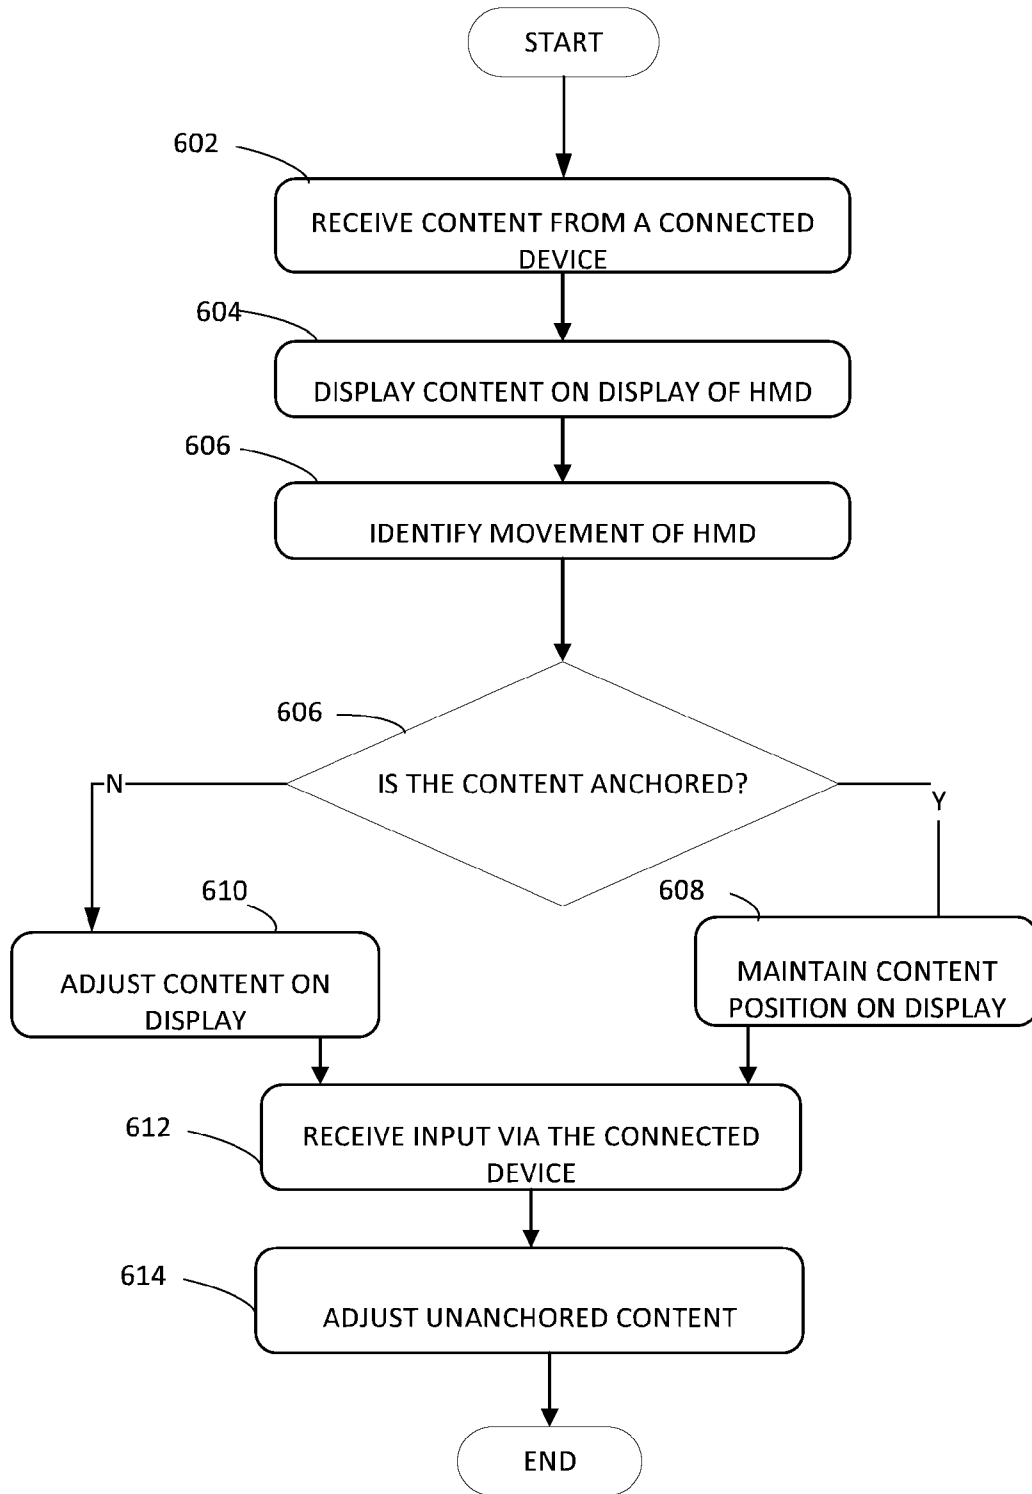 START
602
RECEIVE CONTENT FROM A CONNECTED
DEVICE
604
DISPLAY CONTENT ON DISPLAY OF HMD
606
IDENTIFY MOVEMENT OF HMD
606
IS THE CONTENT ANCHORED?
N
Y
610
ADJUST CONTENT ON
DISPLAY
608
MAINTAIN CONTENT
POSITION ON DISPLAY
612
RECEIVE INPUT VIA THE CONNECTED
DEVICE
614
ADJUST UNANCHORED CONTENT
END